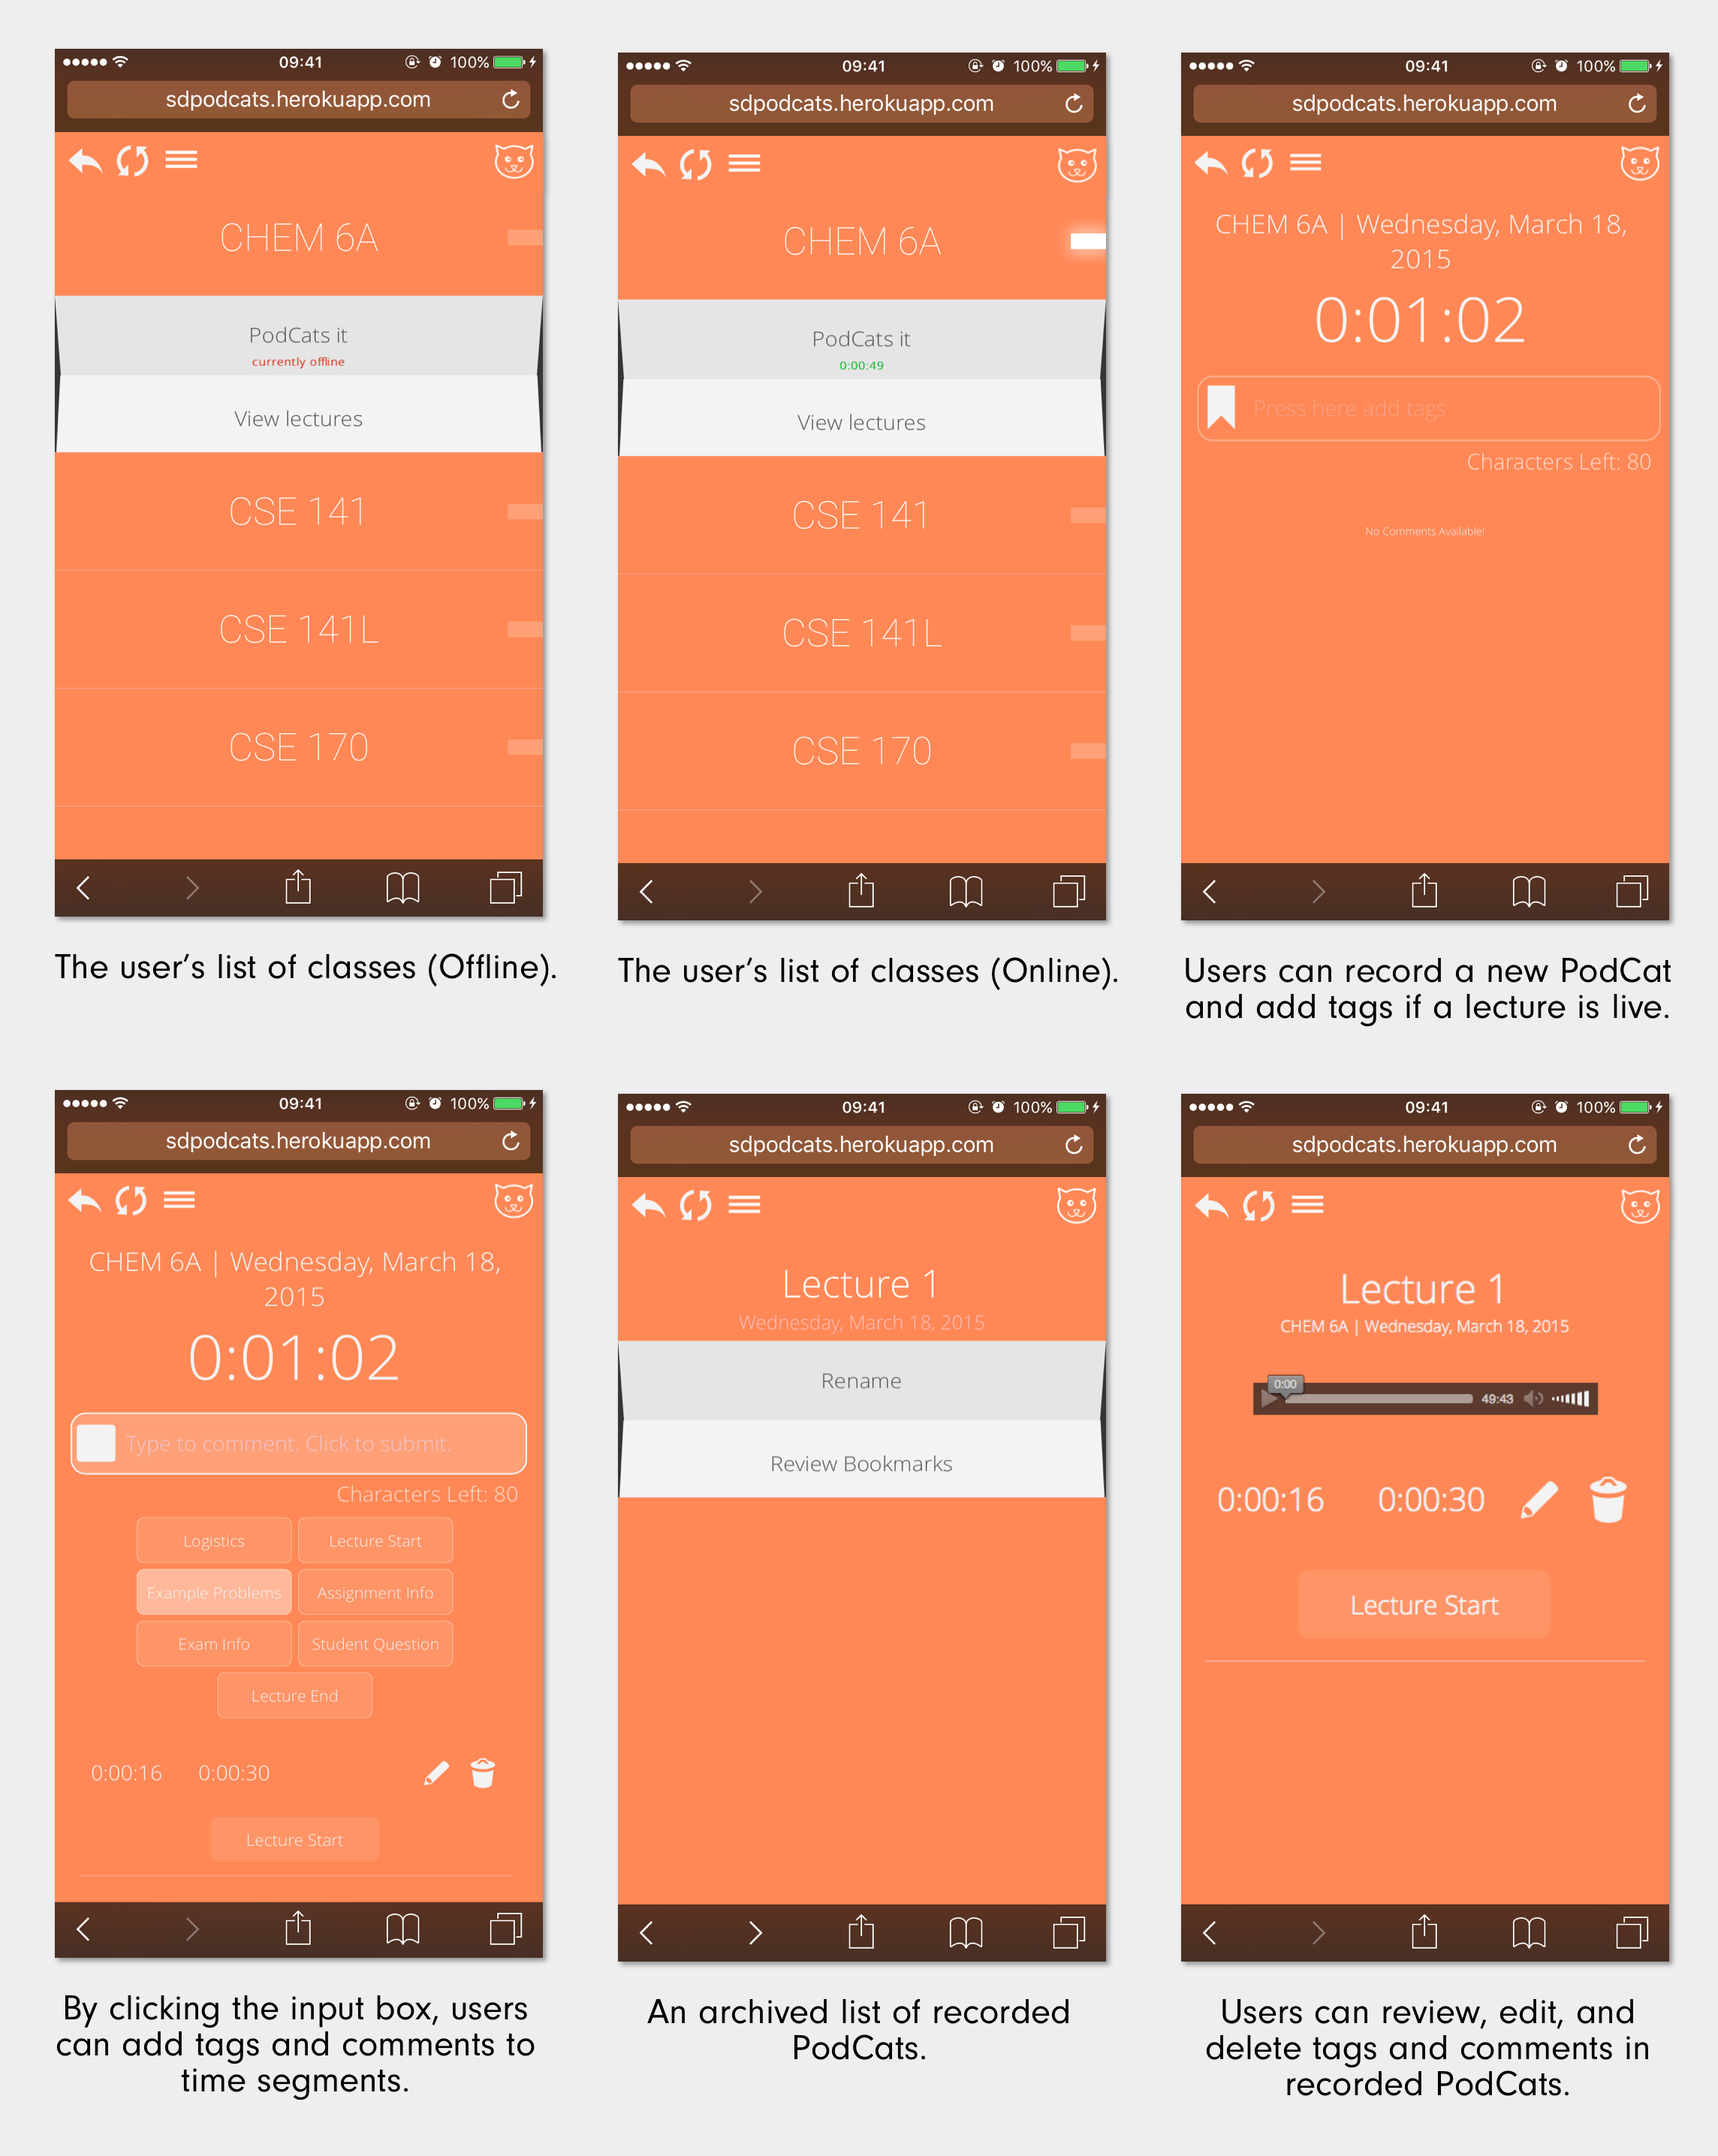 09:41
100%
sdpodcats.herokuapp.com
CHEM 6A
PodCats it
currently offline
View lectures
CSE 141
CSE 141L
CSE 170
The user's list of classes (Offline).
09:41
100%
sdpodcats.herokuapp.com
CHEM 6A
PodCats it
0:00:49
View lectures
CSE 141
CSE 141L
CSE 170
The user's list of classes (Online).
09:41
100%
sdpodcats.herokuapp.com
CHEM 6A | Wednesday, March 18,
2015
0:01:02
Press here add tags
Characters Left: 80
No Comments Available!
Users can record a new PodCat
and add tags if a lecture is live.
09:41
100%
sdpodcats.herokuapp.com
CHEM 6A | Wednesday, March 18,
2015
0:01:02
Type to comment. Click to submit.
Characters Left: 80
Logistics Lecture Start
Example Problems Assignment Info
Exam Info Student Question
Lecture End
0:00:16 0:00:30
Lecture Start
By clicking the input box, users
can add tags and comments to
time segments.
09:41
100%
sdpodcats.herokuapp.com
Lecture 1
Wednesday, March 18, 2015
Rename
Review Bookmarks
An archived list of recorded
PodCats.
09:41
100%
sdpodcats.herokuapp.com
Lecture 1
CHEM 6A | Wednesday, March 18, 2015
0:00
49:43
0:00:16 0:00:30
Lecture Start
Users can review, edit, and
delete tags and comments in
recorded PodCats.